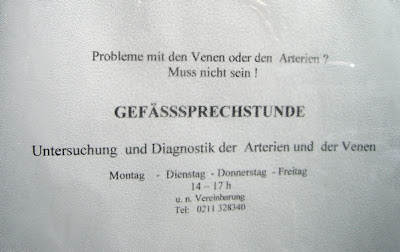 Probleme mit den Venen oder den Arterien ?
Muss nicht sein !
GEFÄSSSPRECHSTUNDE
Untersuchung und Diagnostik der Arterien und der Venen
Montag - Dienstag - Donnerstag - Freitag
14 – 17 h
u. n. Vereinbarung
Tel: 0211 328340